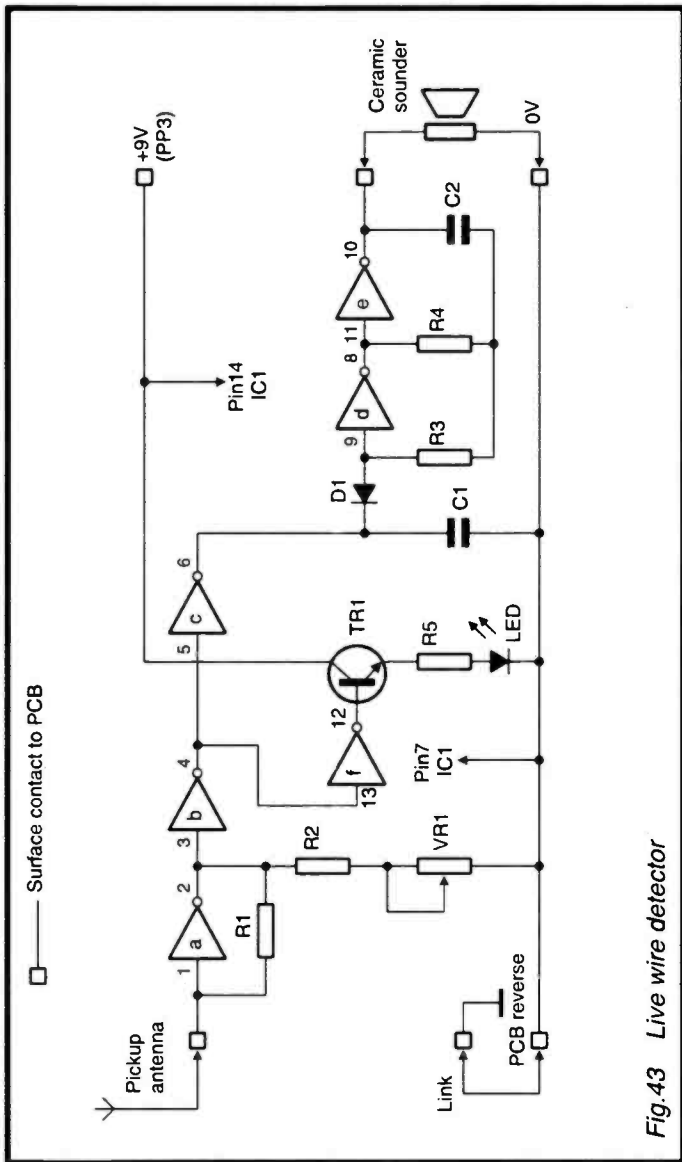 Surface contact to PCB
+9V
(PP3)
Pickup
antenna
1
a
2
R1
3
b
4
5
c
6
Pin14
IC1
R2
VR1
13
f
12
TR1
R5
LED
Pin7
IC1
D1
C1
9
d
8
11
e
10
R3
R4
C2
Ceramic
sounder
0V
Link
PCB reverse
Fig.43 Live wire detector